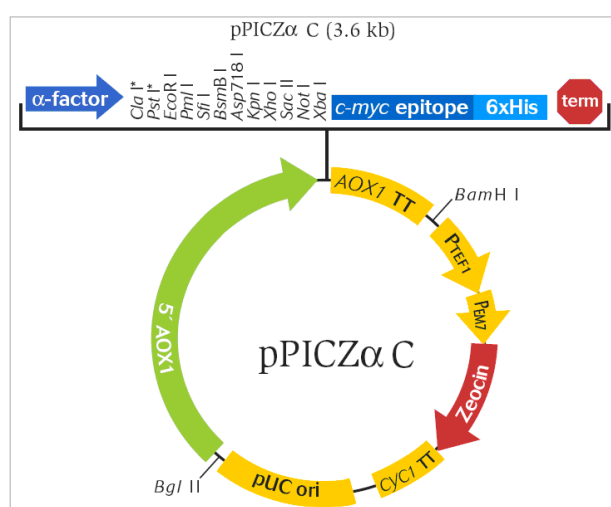 pPICZα C (3.6 kb)
α-factor
Cla I*
Pst I*
EcoR I
Pml I
Sfi I
BsmB I
Asp718 I
Kpn I
Xho I
Sac II
Not I
Xba I
c-myc epitope
6xHis
term
AOX1 TT
BamH I
PTEF1
PEM7
5´ AOX1
pPICZα C
Zeocin
CYC1 TT
pUC ori
Bgl II